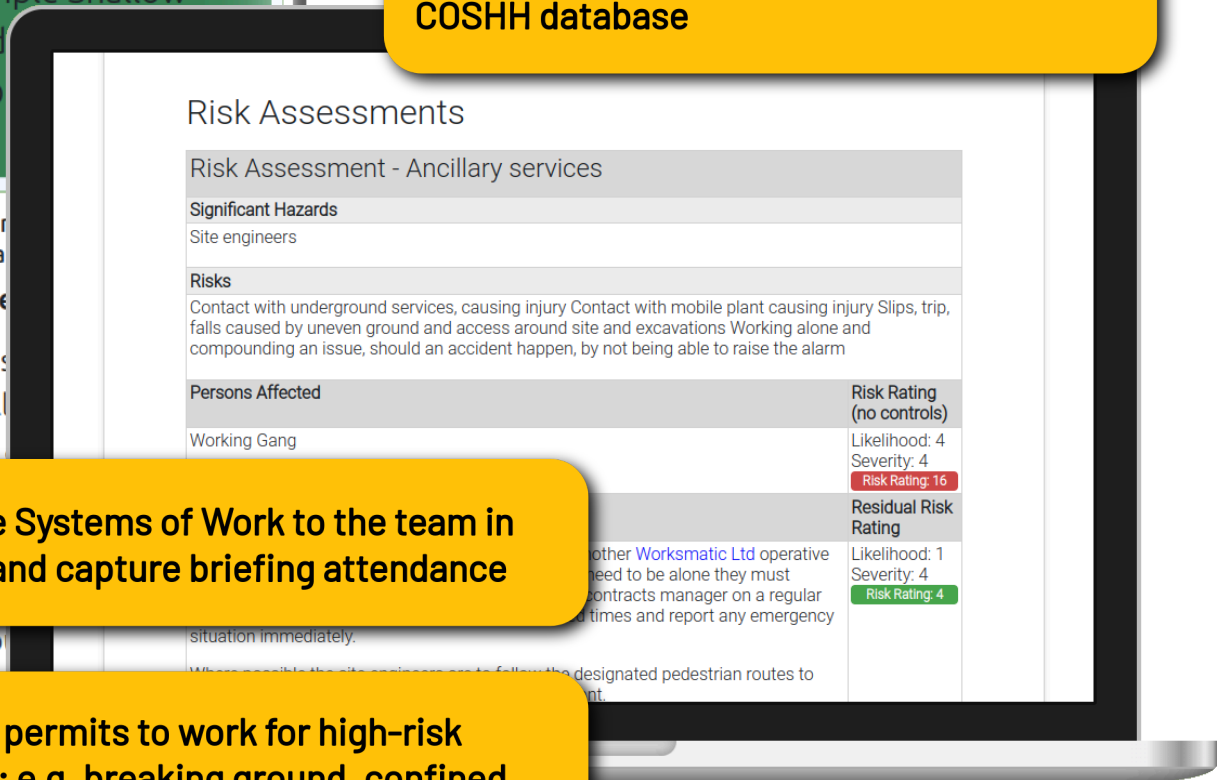 COSHH database
Risk Assessments
Risk Assessment - Ancillary services
Significant Hazards
Site engineers
Risks
Contact with underground services, causing injury Contact with mobile plant causing injury Slips, trip,
falls caused by uneven ground and access around site and excavations Working alone and
compounding an issue, should an accident happen, by not being able to raise the alarm
Persons Affected
Risk Rating
(no controls)
Working Gang
Likelihood: 4
Severity: 4
Risk Rating: 16
Residual Risk
Rating
Worksmatic Ltd operative
need to be alone they must
contracts manager on a regular
times and report any emergency
situation immediately.
Likelihood: 1
Severity: 4
Risk Rating: 4
designated pedestrian routes to
Systems of Work to the team in
and capture briefing attendance
permits to work for high-risk
e.g. breaking ground, confined